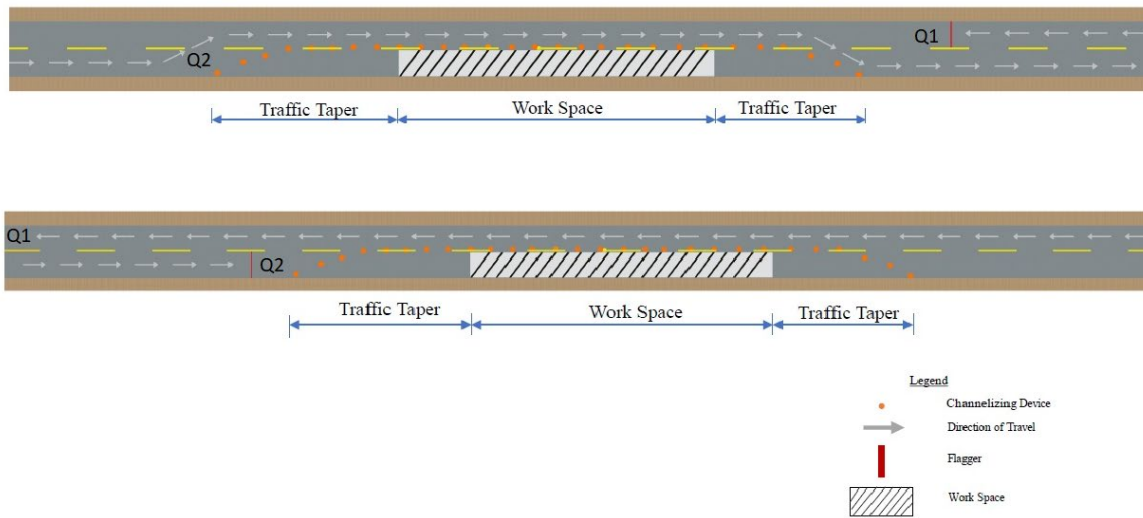 Q1
Q2
Traffic Taper Work Space Traffic Taper
Q1
Q2
Traffic Taper Work Space Traffic Taper
Legend
Channelizing Device
Direction of Travel
Flagger
Work Space